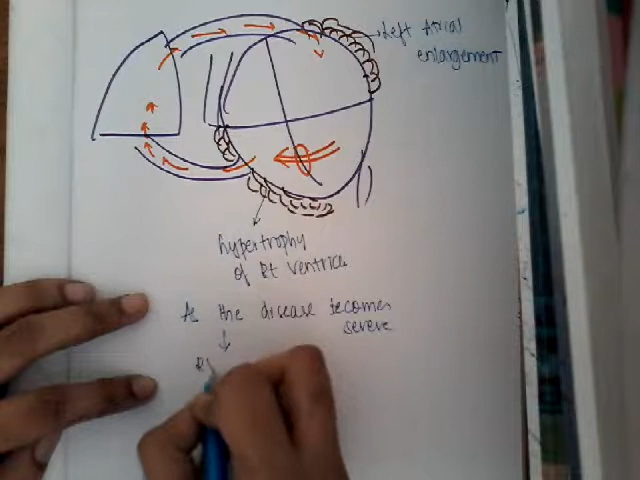 Left Atrial
enlargement
hypertrophy
of Rt ventricle
As the disease becomes
severe